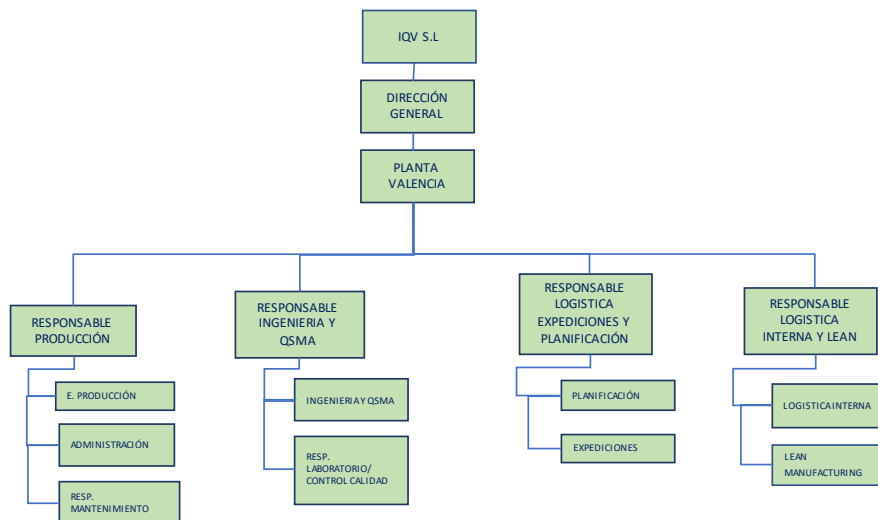 IQV S.L
DIRECCIÓN
GENERAL
PLANTA
VALENCIA
RESPONSABLE
PRODUCCIÓN
RESPONSABLE
INGENIERIA Y
QSMA
RESPONSABLE
LOGISTICA
EXPEDICIONES Y
PLANIFICACIÓN
RESPONSABLE
LOGISTICA
INTERNA Y LEAN
E. PRODUCCIÓN
ADMINISTRACIÓN
RESP.
MANTENIMIENTO
INGENIERIA Y QSMA
RESP.
LABORATORIO/
CONTROL CALIDAD
PLANIFICACIÓN
EXPEDICIONES
LOGISTICA INTERNA
LEAN
MANUFACTURING